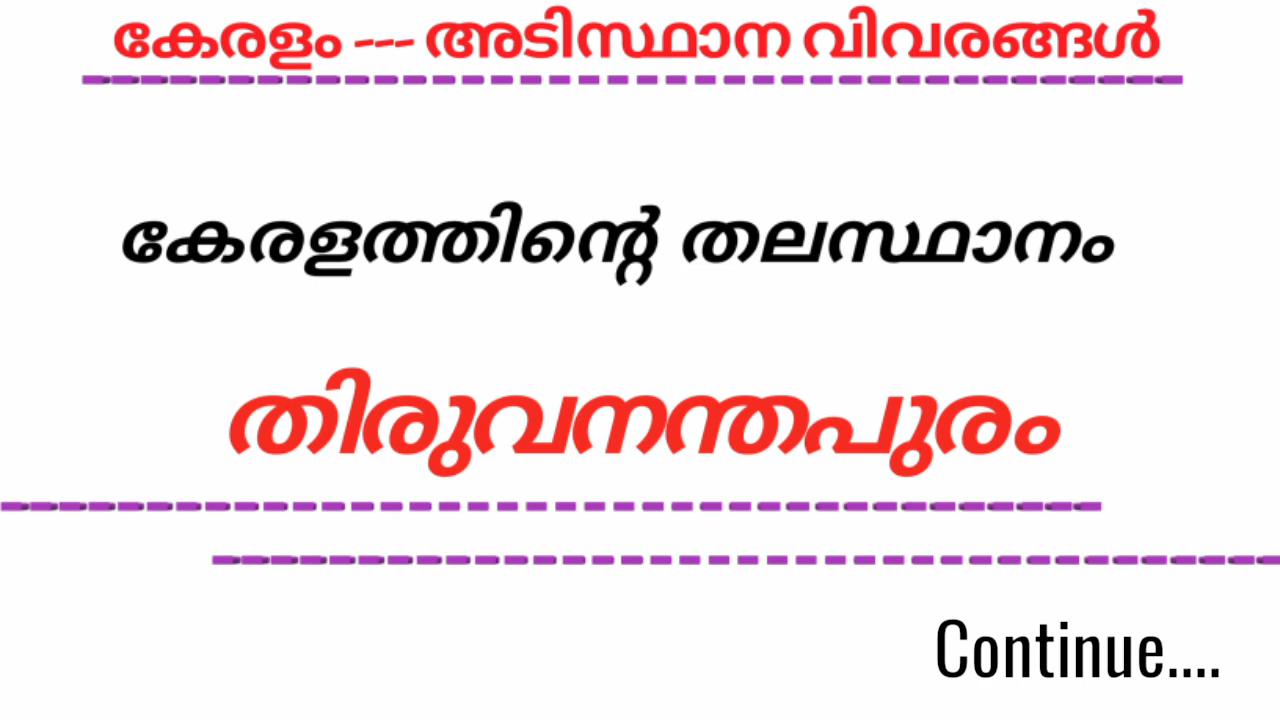 കേരളം --- അടിസ്ഥാന വിവരങ്ങൾ
കേരളത്തിന്റെ തലസ്ഥാനം
തിരുവനന്തപുരം
Continue....